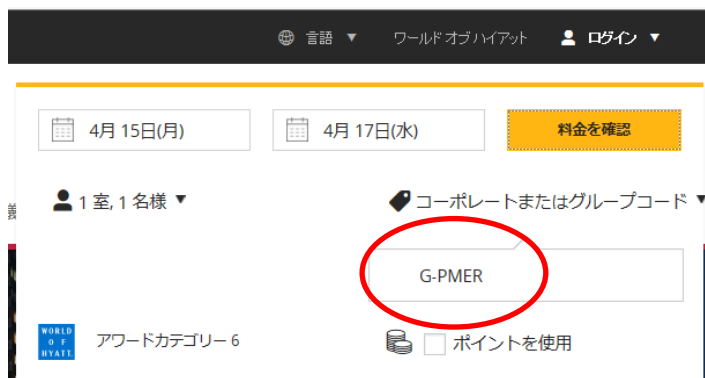 言語 ▼ ワールド オブ ハイアット ログイン ▼
4月 15日(月) 4月 17日(水) 料金を確認
1 室, 1 名様 ▼ コーポレートまたはグループコード ▼
G-PMER
WORLD OF HYATT アワードカテゴリー 6 ポイントを使用